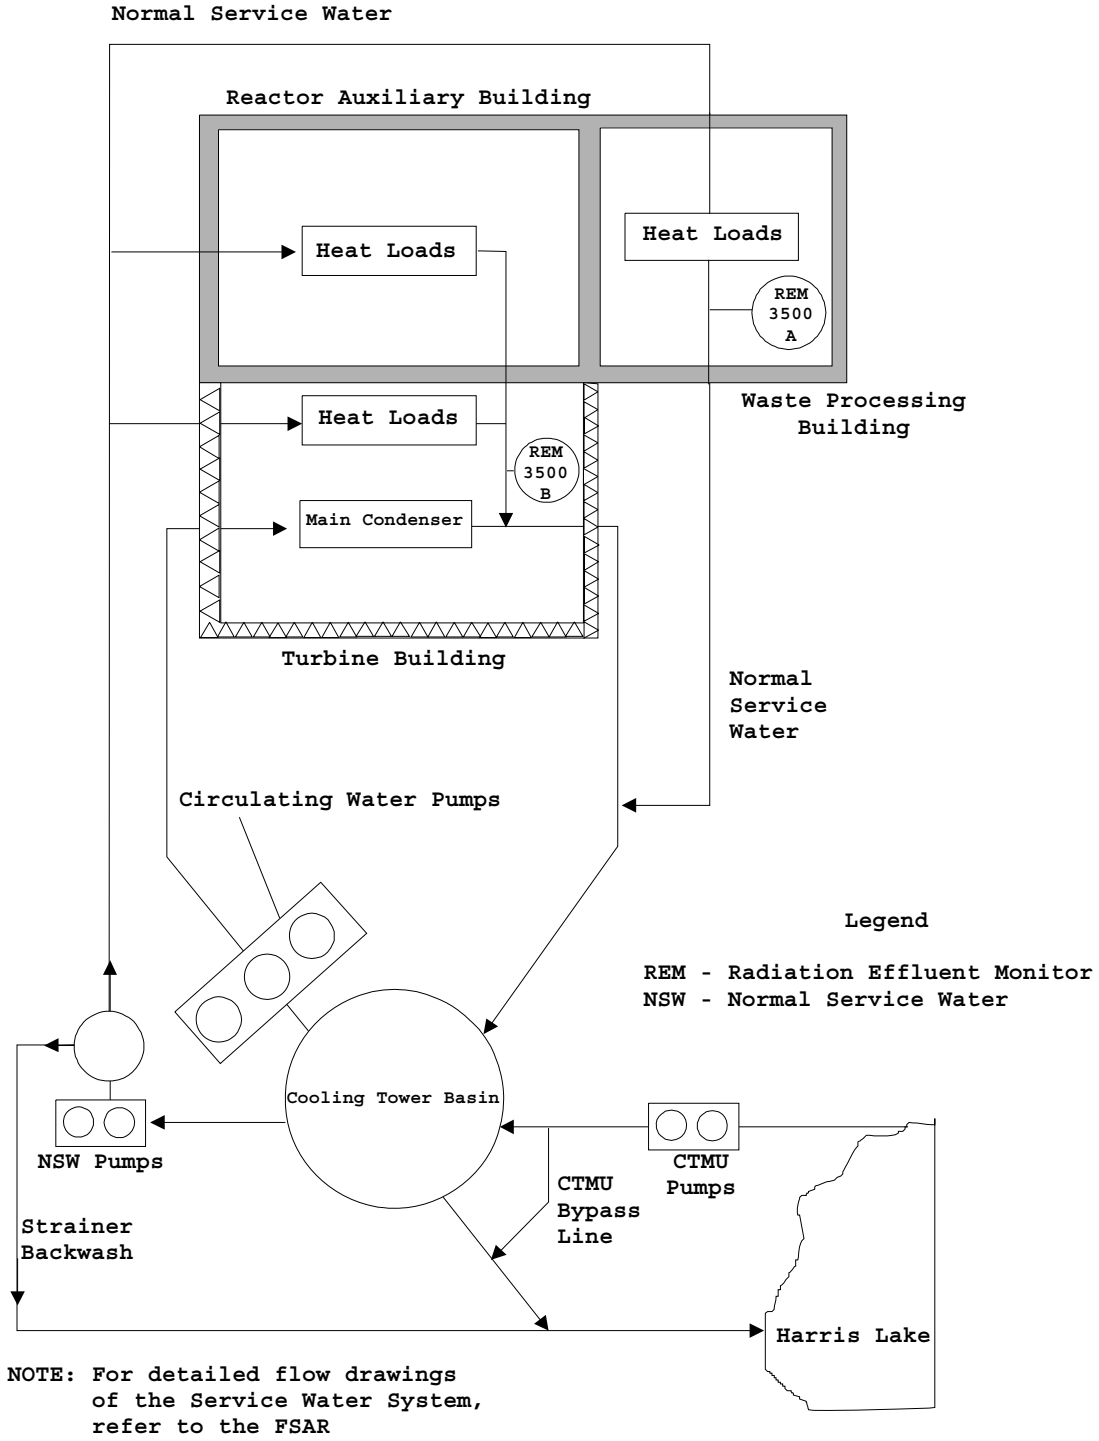 Normal Service Water
Reactor Auxiliary Building
Heat Loads
Heat Loads
REM
3500
A
Heat Loads
Waste Processing
Building
REM
3500
B
Main Condenser
Turbine Building
Normal
Service
Water
Circulating Water Pumps
Legend
REM - Radiation Effluent Monitor
NSW - Normal Service Water
Cooling Tower Basin
NSW Pumps
CTMU
Pumps
CTMU
Bypass
Line
Strainer
Backwash
Harris Lake
NOTE: For detailed flow drawings
of the Service Water System,
refer to the FSAR